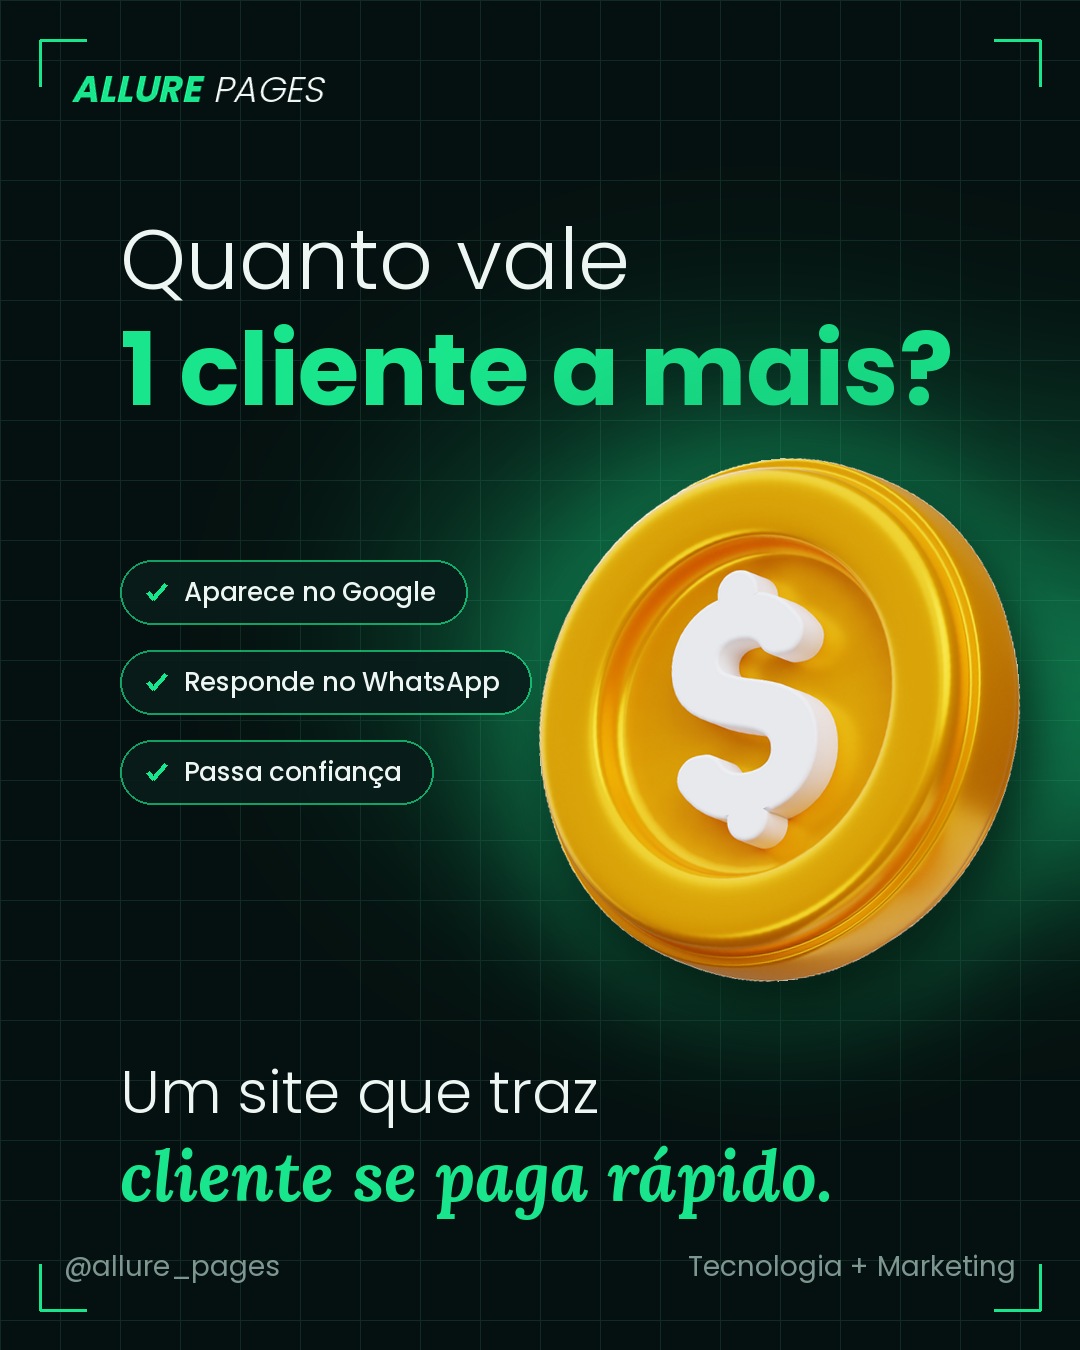 ALLURE PAGES
Quanto vale
1 cliente a mais?
Aparece no Google
Responde no WhatsApp
Passa confiança
$
Um site que traz
cliente se paga rápido.
@allure_pages
Tecnologia + Marketing